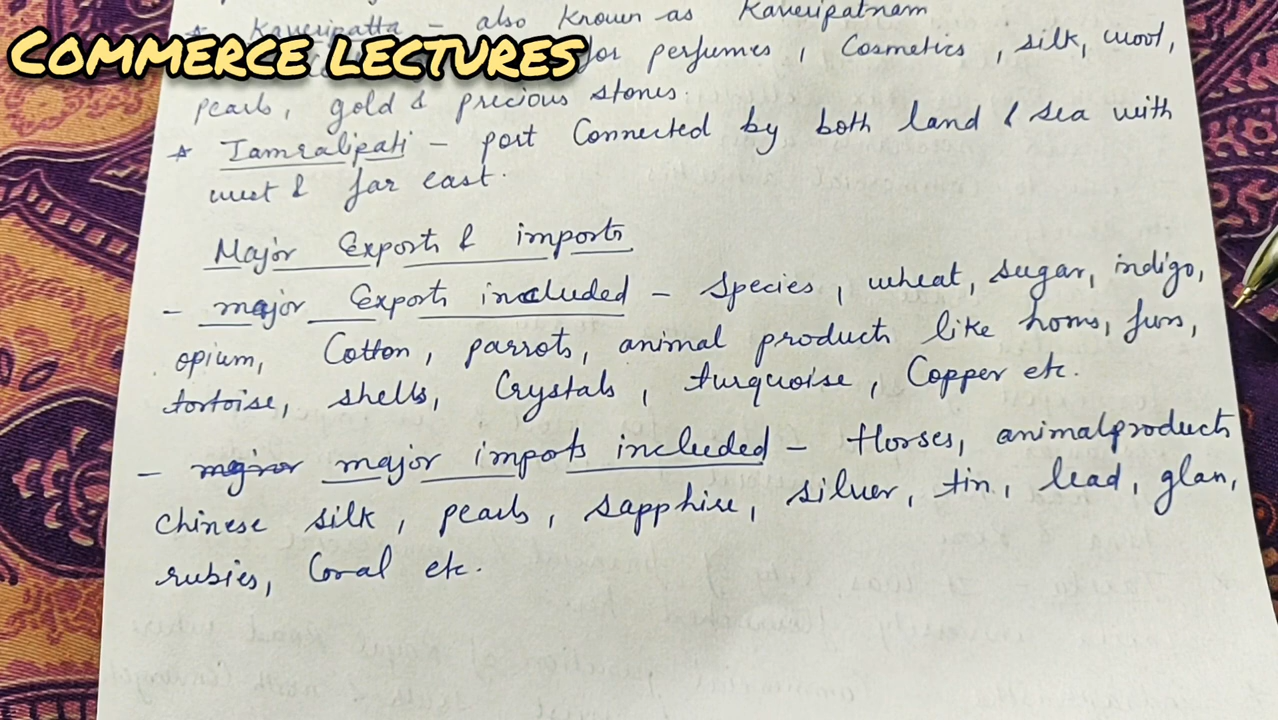 * Kaveripatta - also known as Kaveripatnam
COMMERCE LECTURES
for perfumes, Cosmetics, silk, wool,
pearls, gold & precious stones.
* Tamralipati - port Connected by both land & sea with
west & far east.
Major Exports & imports
- major Exports included - Species, wheat, sugar, indigo,
opium, Cotton, parrots, animal product like horns, furs,
tortoise, shells, Crystals, turquoise, Copper etc.
- major imports included - Horses, animal products
Chinese silk, pearls, sapphire, silver, tin, lead, glass,
rubies, Coral etc.